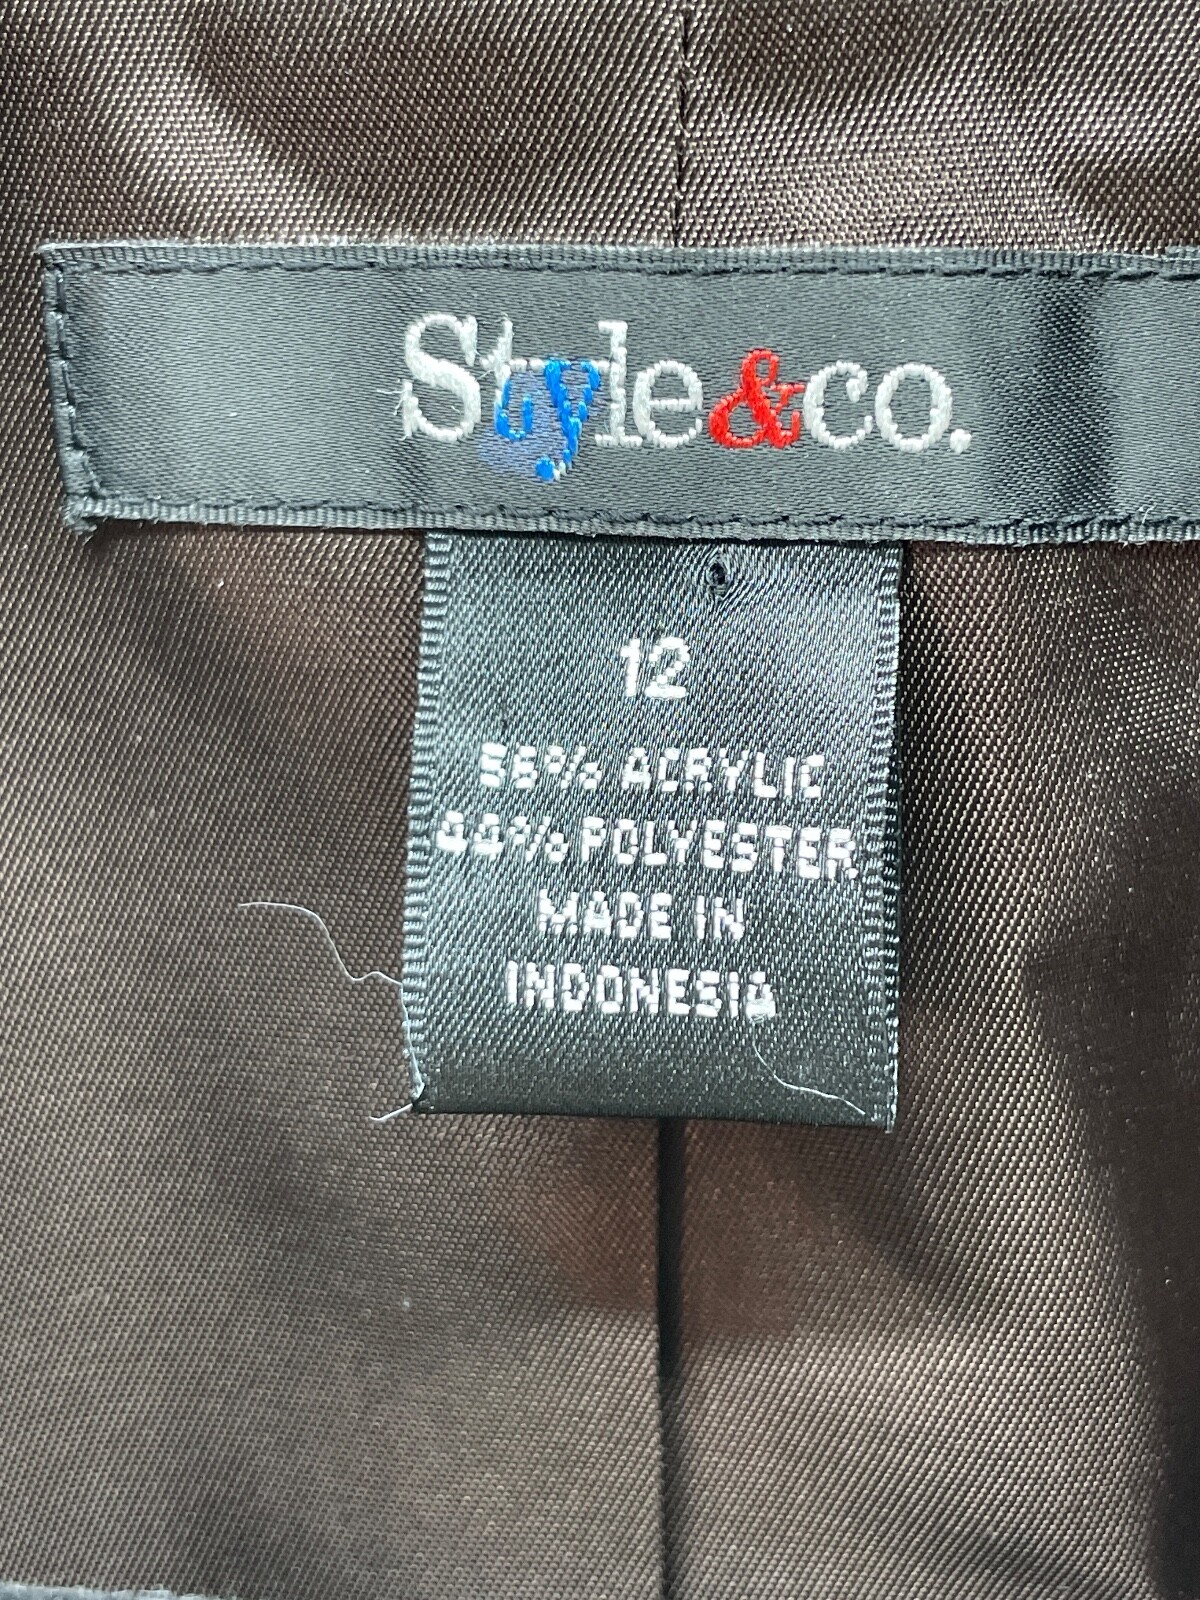 Style&co.
12
56% ACRYLIC
44% POLYESTER
MADE IN
INDONESIA